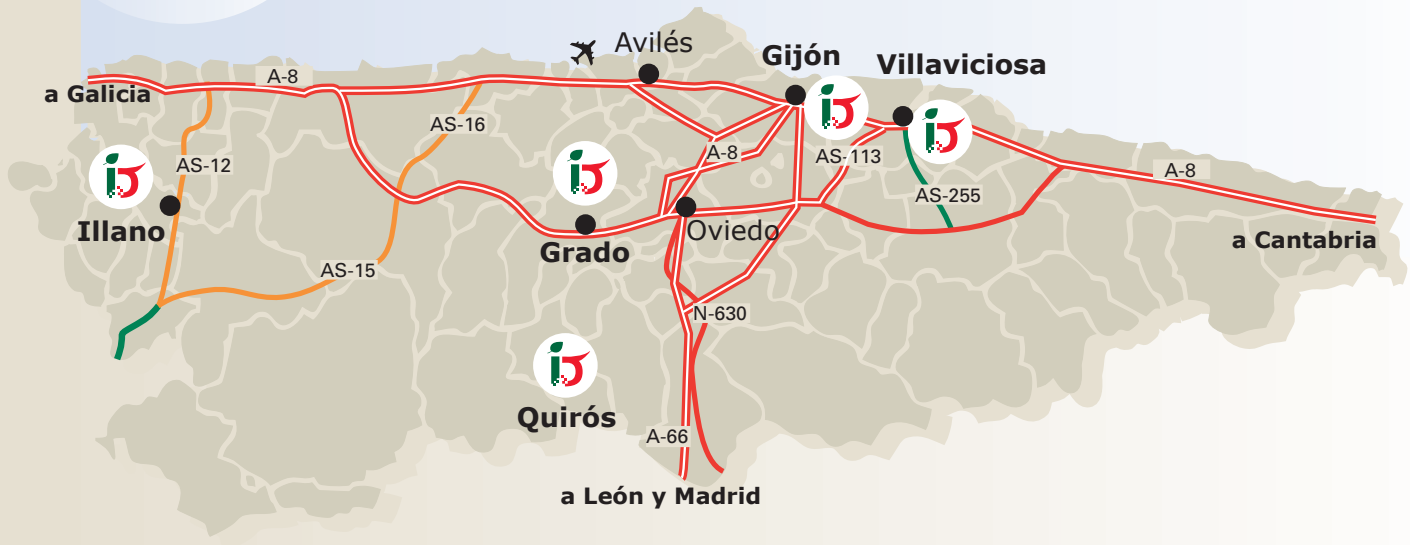 Avilés
Gijón
Villaviciosa
A-8
a Galicia
AS-16
A-8
AS-113
AS-12
A-8
AS-255
Illano
Grado
Oviedo
a Cantabria
AS-15
N-630
Quirós
A-66
a León y Madrid